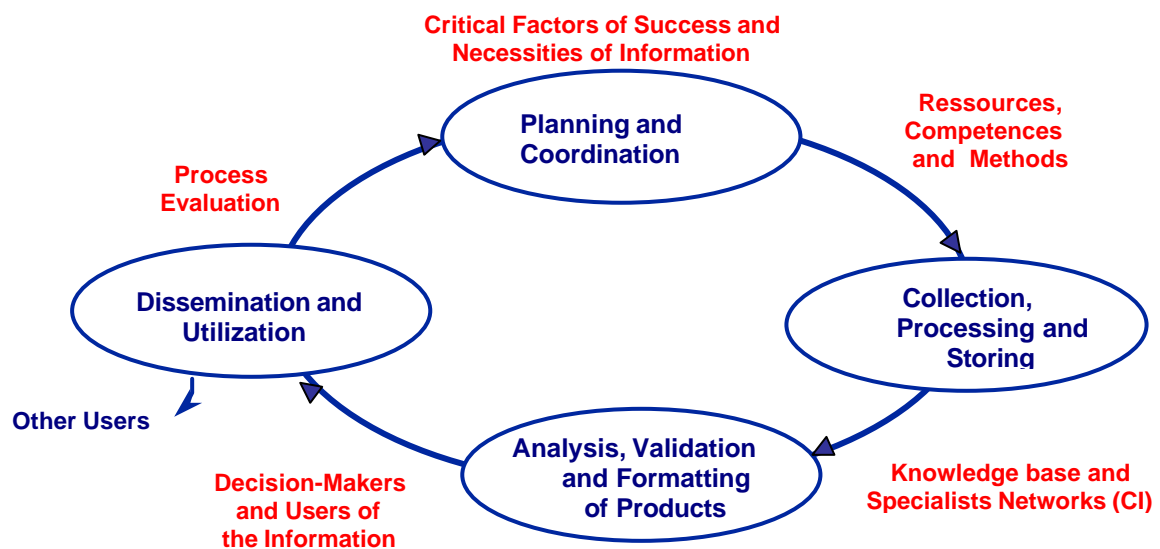 Critical Factors of Success and
Necessities of Information
Planning and
Coordination
Ressources,
Competences
and Methods
Process
Evaluation
Dissemination and
Utilization
Collection,
Processing and
Storing
Other Users
Analysis, Validation
and Formatting
of Products
Knowledge base and
Specialists Networks (CI)
Decision-Makers
and Users of
the Information